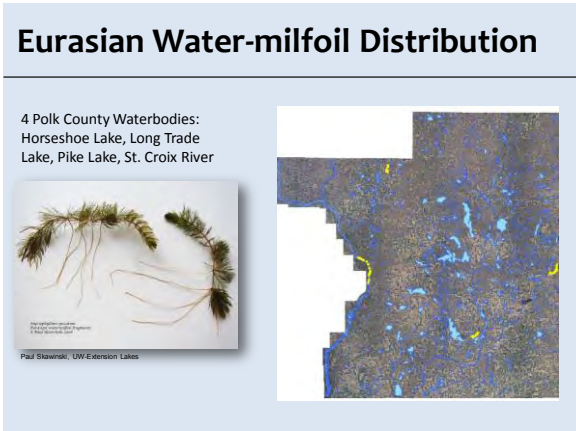 Eurasian Water-milfoil Distribution
4 Polk County Waterbodies:
Horseshoe Lake, Long Trade
Lake, Pike Lake, St. Croix River
Paul Skawinski, UW-Extension Lakes